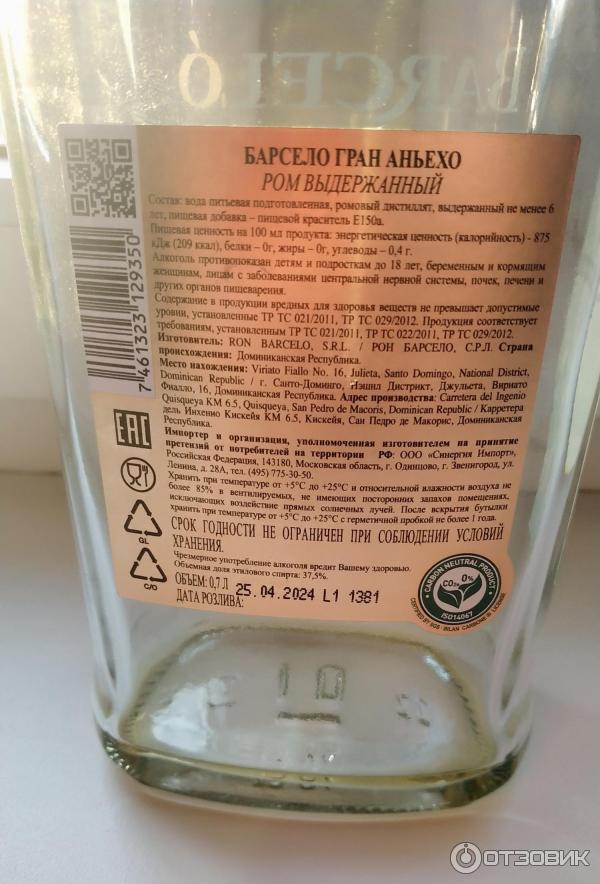 BARCELÓ
БАРСЕЛО ГРАН АНЬЕХО
РОМ ВЫДЕРЖАННЫЙ
Состав: вода питьевая подготовленная, ромовый дистиллят, выдержанный не менее 6
лет, пищевая добавка – пищевой краситель Е150а.
Пищевая ценность на 100 мл продукта: энергетическая ценность (калорийность) - 875
кДж (209 ккал), белки – 0г, жиры – 0г, углеводы – 0,4 г.
Алкоголь противопоказан детям и подросткам до 18 лет, беременным и кормящим
женщинам, лицам с заболеваниями центральной нервной системы, почек, печени и
других органов пищеварения.
Содержание в продукции вредных для здоровья веществ не превышает допустимые
уровни, установленные ТР ТС 021/2011, ТР ТС 029/2012. Продукция соответствует
требованиям, установленным ТР ТС 021/2011, ТР ТС 022/2011, ТР ТС 029/2012.
Изготовитель: RON BARCELO, S.R.L. / РОН БАРСЕЛО, С.Р.Л. Страна
происхождения: Доминиканская Республика.
Место нахождения: Viriato Fiallo No. 16, Julieta, Santo Domingo, National District,
Dominican Republic / г. Санто-Доминго, Нэшнл Дистрикт, Джульета, Вириато
Фиалло, 16, Доминиканская Республика. Адрес производства: Carretera del Ingenio
Quisqueya KM 6.5, Quisqueya, San Pedro de Macoris, Dominican Republic / Карретера
дель Инхенио Кискейя КМ 6.5, Кискейя, Сан Педро де Макорис, Доминиканская
Республика.
Импортер и организация, уполномоченная изготовителем на принятие
претензий от потребителей на территории РФ: ООО «Синергия Импорт»,
Российская Федерация, 143180, Московская область, г. Одинцово, г. Звенигород, ул.
Ленина, д. 28А, тел. (495) 775-30-50.
Хранить при температуре от +5°С до +25°С и относительной влажности воздуха не
более 85% в вентилируемых, не имеющих посторонних запахов помещениях,
исключающих воздействие прямых солнечных лучей. После вскрытия бутылки
хранить при температуре от +5°С до +25°С с герметичной пробкой не более 1 года.
СРОК ГОДНОСТИ НЕ ОГРАНИЧЕН ПРИ СОБЛЮДЕНИИ УСЛОВИЙ
ХРАНЕНИЯ.
Чрезмерное употребление алкоголя вредит Вашему здоровью.
Объемная доля этилового спирта: 37,5%.
ОБЪЕМ: 0,7 Л
ДАТА РОЗЛИВА: 25.04.2024 L1 1381
7 461323 129350
EAC
GL
C/O
CARBON NEUTRAL PRODUCT
CO2e 0%
ISO14067
CERTIFIED BY SGS · BILAN CARBONE ® LICENSE
ОТЗОВИК